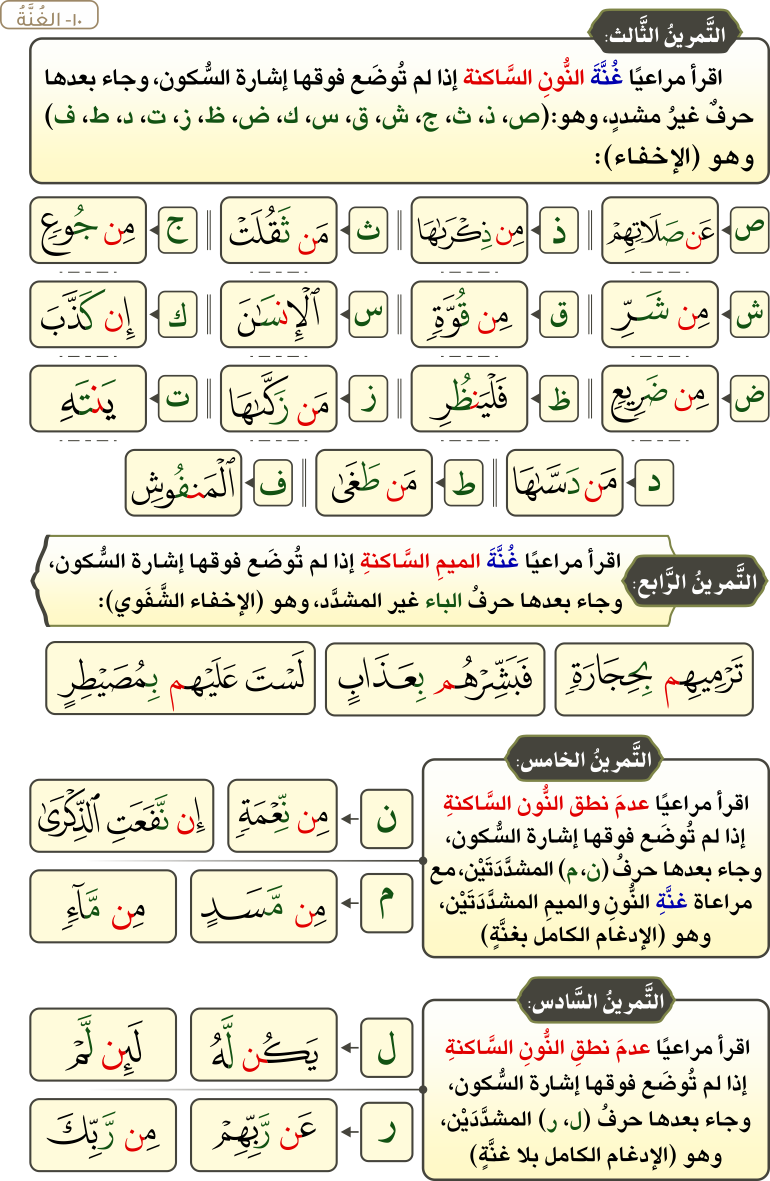 ١٠- الغُنَّةُ
التَّمرينُ الثَّالث:
اقرأ مراعيًا غُنَّةَ النُّونِ السَّاكنة إذا لم تُوضَع فوقها إشارة السُّكون، وجاء بعدها
حرفٌ غيرُ مشددٍ، وهو: (ص، ذ، ث، ج، ش، ق، س، ك، ض، ظ، ز، ت، د، ط، ف)
وهو (الإخفاء):
ص عَن صَلَاتِهِمۡ ذ مِن ذِكۡرَىٰهَا ث مَن ثَقُلَتۡ ج مِن جُوعٖ
ش مِن شَرِّ ق مِن قُوَّةٖ س ٱلۡإِنسَٰنَ ك إِن كَذَّبَ
ض مِن ضَرِيعٖ ظ فَلۡيَنظُرِ ز مَن زَكَّىٰهَا ت يَنتَهِ
د مَن دَسَّىٰهَا ط مَن طَغَىٰ ف ٱلۡمَنفُوشِ
التَّمرينُ الرَّابع:
اقرأ مراعيًا غُنَّةَ الميمِ السَّاكنةِ إذا لم تُوضَع فوقها إشارة السُّكون،
وجاء بعدها حرفُ الباء غير المشدَّد، وهو (الإخفاء الشَّفَوي):
تَرۡمِيهِم بِحِجَارَةٖ فَبَشِّرۡهُم بِعَذَابٍ لَسۡتَ عَلَيۡهِم بِمُصَيۡطِرٍ
التَّمرينُ الخامس:
اقرأ مراعيًا عدمَ نطق النُّون السَّاكنةِ
إذا لم تُوضَع فوقها إشارة السُّكون،
وجاء بعدها حرفُ (ن، م) المشدَّدَتَيْن، مع
مراعاة غنَّةِ النُّونِ والميمِ المشدَّدَتَيْن،
وهو (الإدغام الكامل بغنَّةٍ)
ن مِن نِّعۡمَةٖ إِن نَّفَعَتِ ٱلذِّكۡرَىٰ
م مِن مَّسَدٍ مِن مَّآءٖ
التَّمرينُ السَّادس:
اقرأ مراعيًا عدمَ نطقِ النُّونِ السَّاكنةِ
إذا لم تُوضَع فوقها إشارة السُّكون،
وجاء بعدها حرفُ (ل، ر) المشدَّدَيْن،
وهو (الإدغام الكامل بلا غنَّةٍ)
ل يَكُن لَّهُۥ لَئِن لَّمۡ
ر عَن رَّبِّهِمۡ مِن رَّبِّكَ